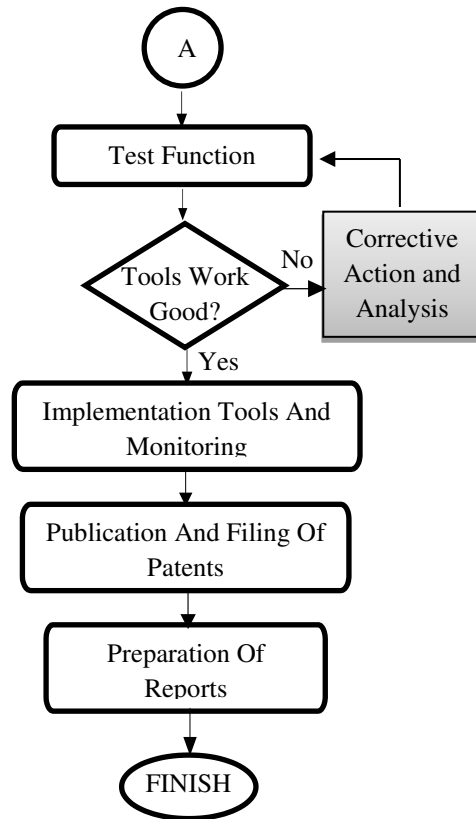 A
Test Function
Tools Work
Good?
No
Corrective
Action and
Analysis
Yes
Implementation Tools And
Monitoring
Publication And Filing Of
Patents
Preparation Of
Reports
FINISH